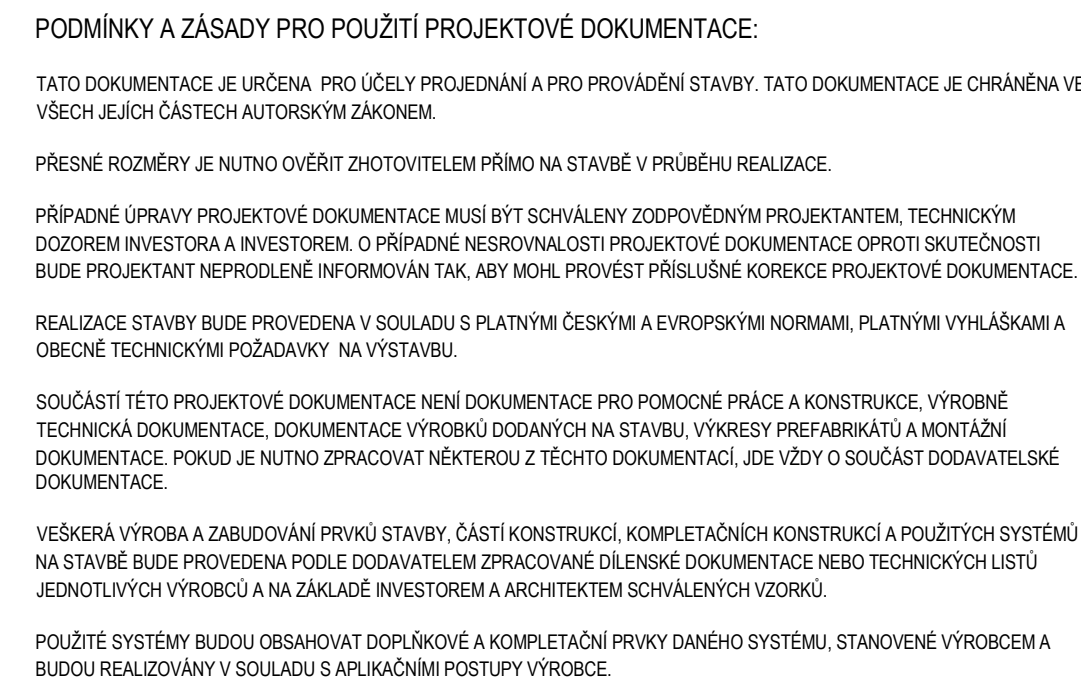 PODMÍNKY A ZÁSADY PRO POUŽITÍ PROJEKTOVÉ DOKUMENTACE:
TATO DOKUMENTACE JE URČENA PRO ÚČELY PROJEDNÁNÍ A PRO PROVÁDĚNÍ STAVBY. TATO DOKUMENTACE JE CHRÁNĚNA VE
VŠECH JEJÍCH ČÁSTECH AUTORSKÝM ZÁKONEM.
PŘESNÉ ROZMĚRY JE NUTNO OVĚŘIT ZHOTOVITELEM PŘÍMO NA STAVBĚ V PRŮBĚHU REALIZACE.
PŘÍPADNÉ ÚPRAVY PROJEKTOVÉ DOKUMENTACE MUSÍ BÝT SCHVÁLENY ZODPOVĚDNÝM PROJEKTANTEM, TECHNICKÝM
DOZOREM INVESTORA A INVESTOREM. O PŘÍPADNÉ NESROVNALOSTI PROJEKTOVÉ DOKUMENTACE OPROTI SKUTEČNOSTI
BUDE PROJEKTANT NEPRODLENĚ INFORMOVÁN TAK, ABY MOHL PROVÉST PŘÍSLUŠNÉ KOREKCE PROJEKTOVÉ DOKUMENTACE.
REALIZACE STAVBY BUDE PROVEDENA V SOULADU S PLATNÝMI ČESKÝMI A EVROPSKÝMI NORMAMI, PLATNÝMI VYHLÁŠKAMI A
OBECNĚ TECHNICKÝMI POŽADAVKY NA VÝSTAVBU.
SOUČÁSTÍ TÉTO PROJEKTOVÉ DOKUMENTACE NENÍ DOKUMENTACE PRO POMOCNÉ PRÁCE A KONSTRUKCE, VÝROBNĚ
TECHNICKÁ DOKUMENTACE, DOKUMENTACE VÝROBKŮ DODANÝCH NA STAVBU, VÝKRESY PREFABRIKÁTŮ A MONTÁŽNÍ
DOKUMENTACE. POKUD JE NUTNO ZPRACOVAT NĚKTEROU Z TĚCHTO DOKUMENTACÍ, JDE VŽDY O SOUČÁST DODAVATELSKÉ
DOKUMENTACE.
VEŠKERÁ VÝROBA A ZABUDOVÁNÍ PRVKŮ STAVBY, ČÁSTÍ KONSTRUKCÍ, KOMPLETAČNÍCH KONSTRUKCÍ A POUŽITÝCH SYSTÉMŮ
NA STAVBĚ BUDE PROVEDENA PODLE DODAVATELEM ZPRACOVANÉ DÍLENSKÉ DOKUMENTACE NEBO TECHNICKÝCH LISTŮ
JEDNOTLIVÝCH VÝROBCŮ A NA ZÁKLADĚ INVESTOREM A ARCHITEKTEM SCHVÁLENÝCH VZORKŮ.
POUŽITÉ SYSTÉMY BUDOU OBSAHOVAT DOPLŇKOVÉ A KOMPLETAČNÍ PRVKY DANÉHO SYSTÉMU, STANOVENÉ VÝROBCEM A
BUDOU REALIZOVÁNY V SOULADU S APLIKAČNÍMI POSTUPY VÝROBCE.